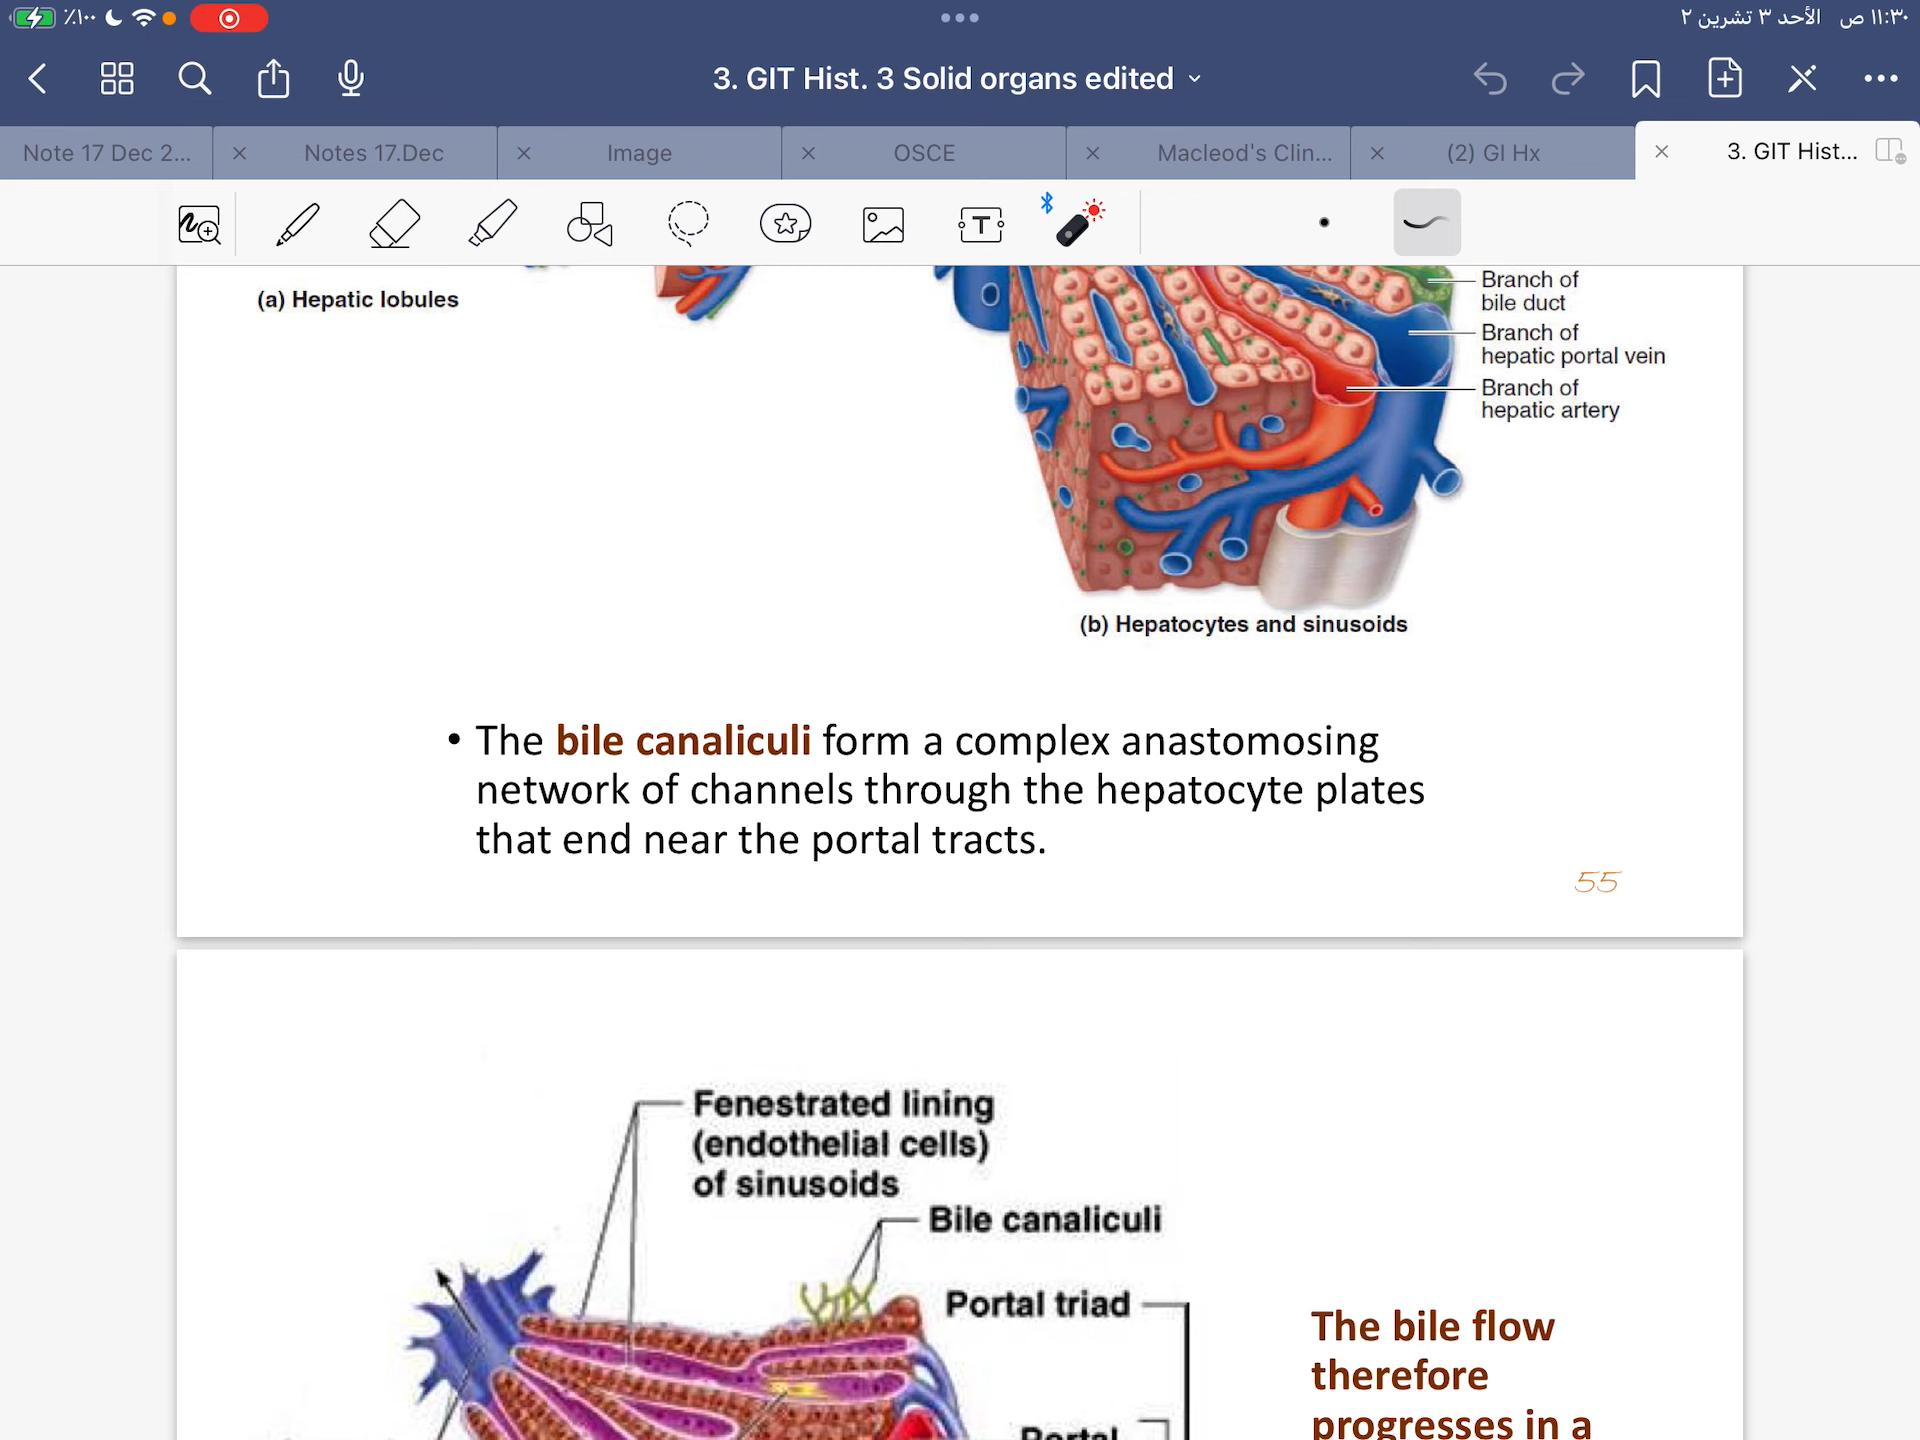 ٪١٠٠
١١:٣٠ ص الأحد ٣ تشرين ٢
3. GIT Hist. 3 Solid organs edited
Note 17 Dec 2...
Notes 17.Dec
Image
OSCE
Macleod's Clin...
(2) GI Hx
3. GIT Hist...
T
(a) Hepatic lobules
Branch of
bile duct
Branch of
hepatic portal vein
Branch of
hepatic artery
(b) Hepatocytes and sinusoids
• The bile canaliculi form a complex anastomosing
network of channels through the hepatocyte plates
that end near the portal tracts.
55
Fenestrated lining
(endothelial cells)
of sinusoids
Bile canaliculi
Portal triad
Portal
The bile flow
therefore
progresses in a